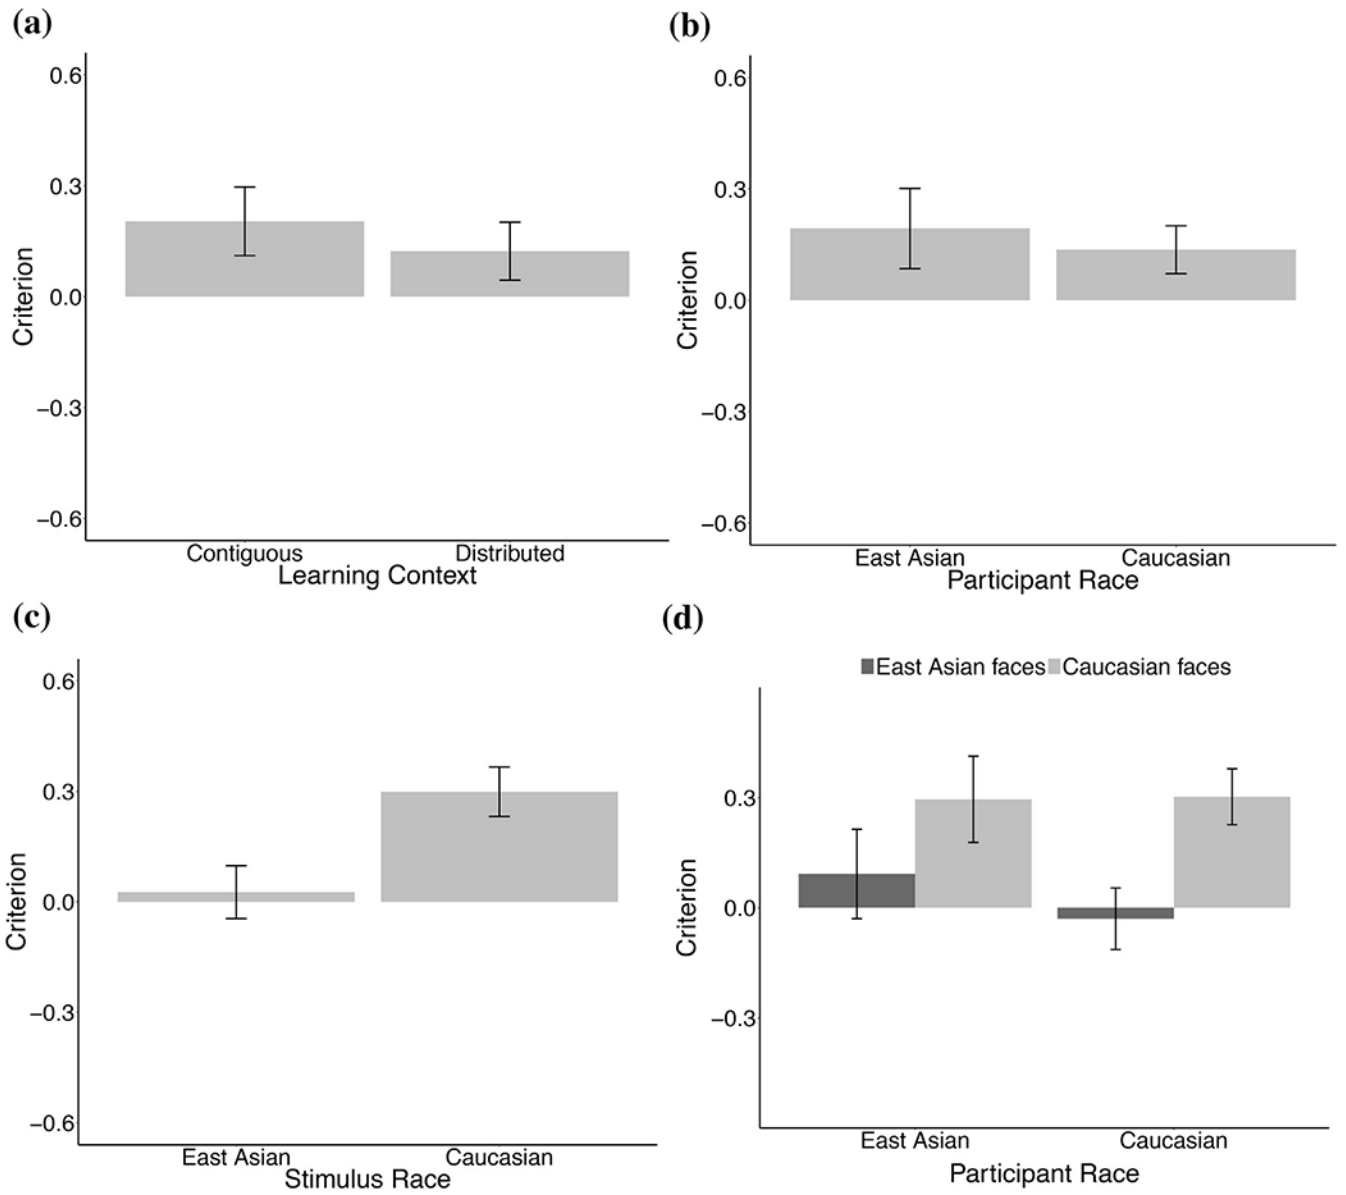 (a)
0.6
0.3
0.0
−0.3
−0.6
Criterion
Contiguous Distributed
Learning Context
(b)
0.6
0.3
0.0
−0.3
−0.6
Criterion
East Asian Caucasian
Participant Race
(c)
0.6
0.3
0.0
−0.3
−0.6
Criterion
East Asian Caucasian
Stimulus Race
(d)
East Asian faces Caucasian faces
0.3
0.0
−0.3
Criterion
East Asian Caucasian
Participant Race